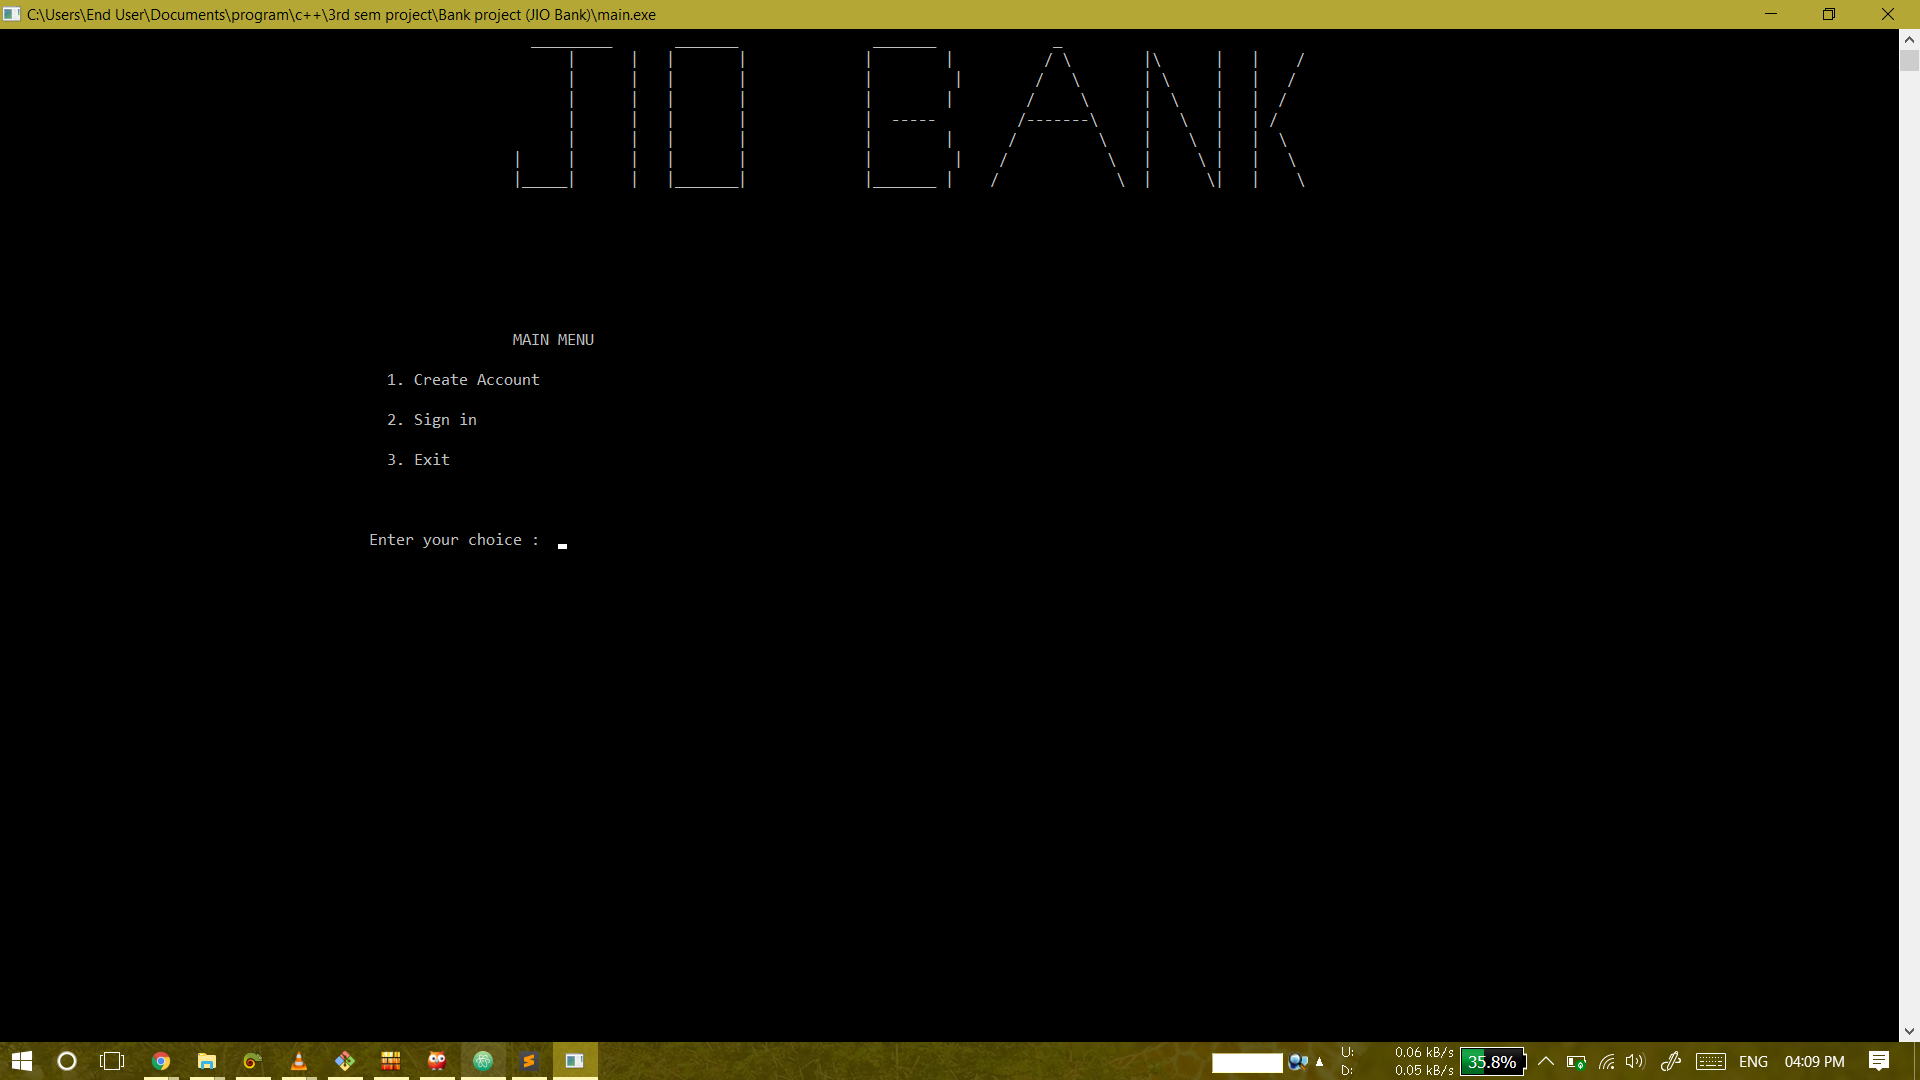 C:\Users\End User\Documents\program\c++\3rd sem project\Bank project (JIO Bank)\main.exe
JIO BANK
MAIN MENU
1. Create Account
2. Sign in
3. Exit
Enter your choice :
U: 0.06 kB/s
D: 0.05 kB/s
35.8%
ENG
04:09 PM